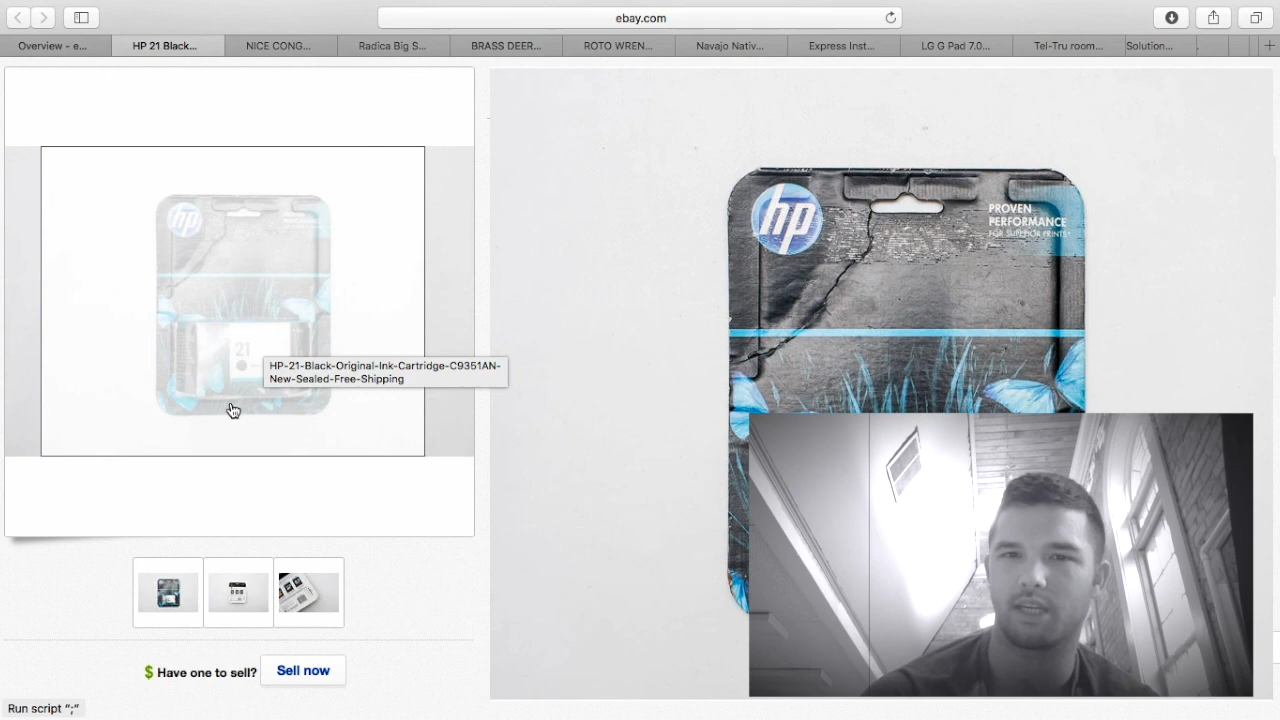 ebay.com
Overview - e...
HP 21 Black...
NICE CONG...
Radica Big S...
BRASS DEER...
ROTO WREN...
Navajo Nativ...
Express Inst...
LG G Pad 7.0...
Tel-Tru room...
Solution...
hp
PROVEN
PERFORMANCE
FOR SUPERIOR PRINTS*
hp
21
HP-21-Black-Original-Ink-Cartridge-C9351AN-
New-Sealed-Free-Shipping
$ Have one to sell?
Sell now
Run script ";"